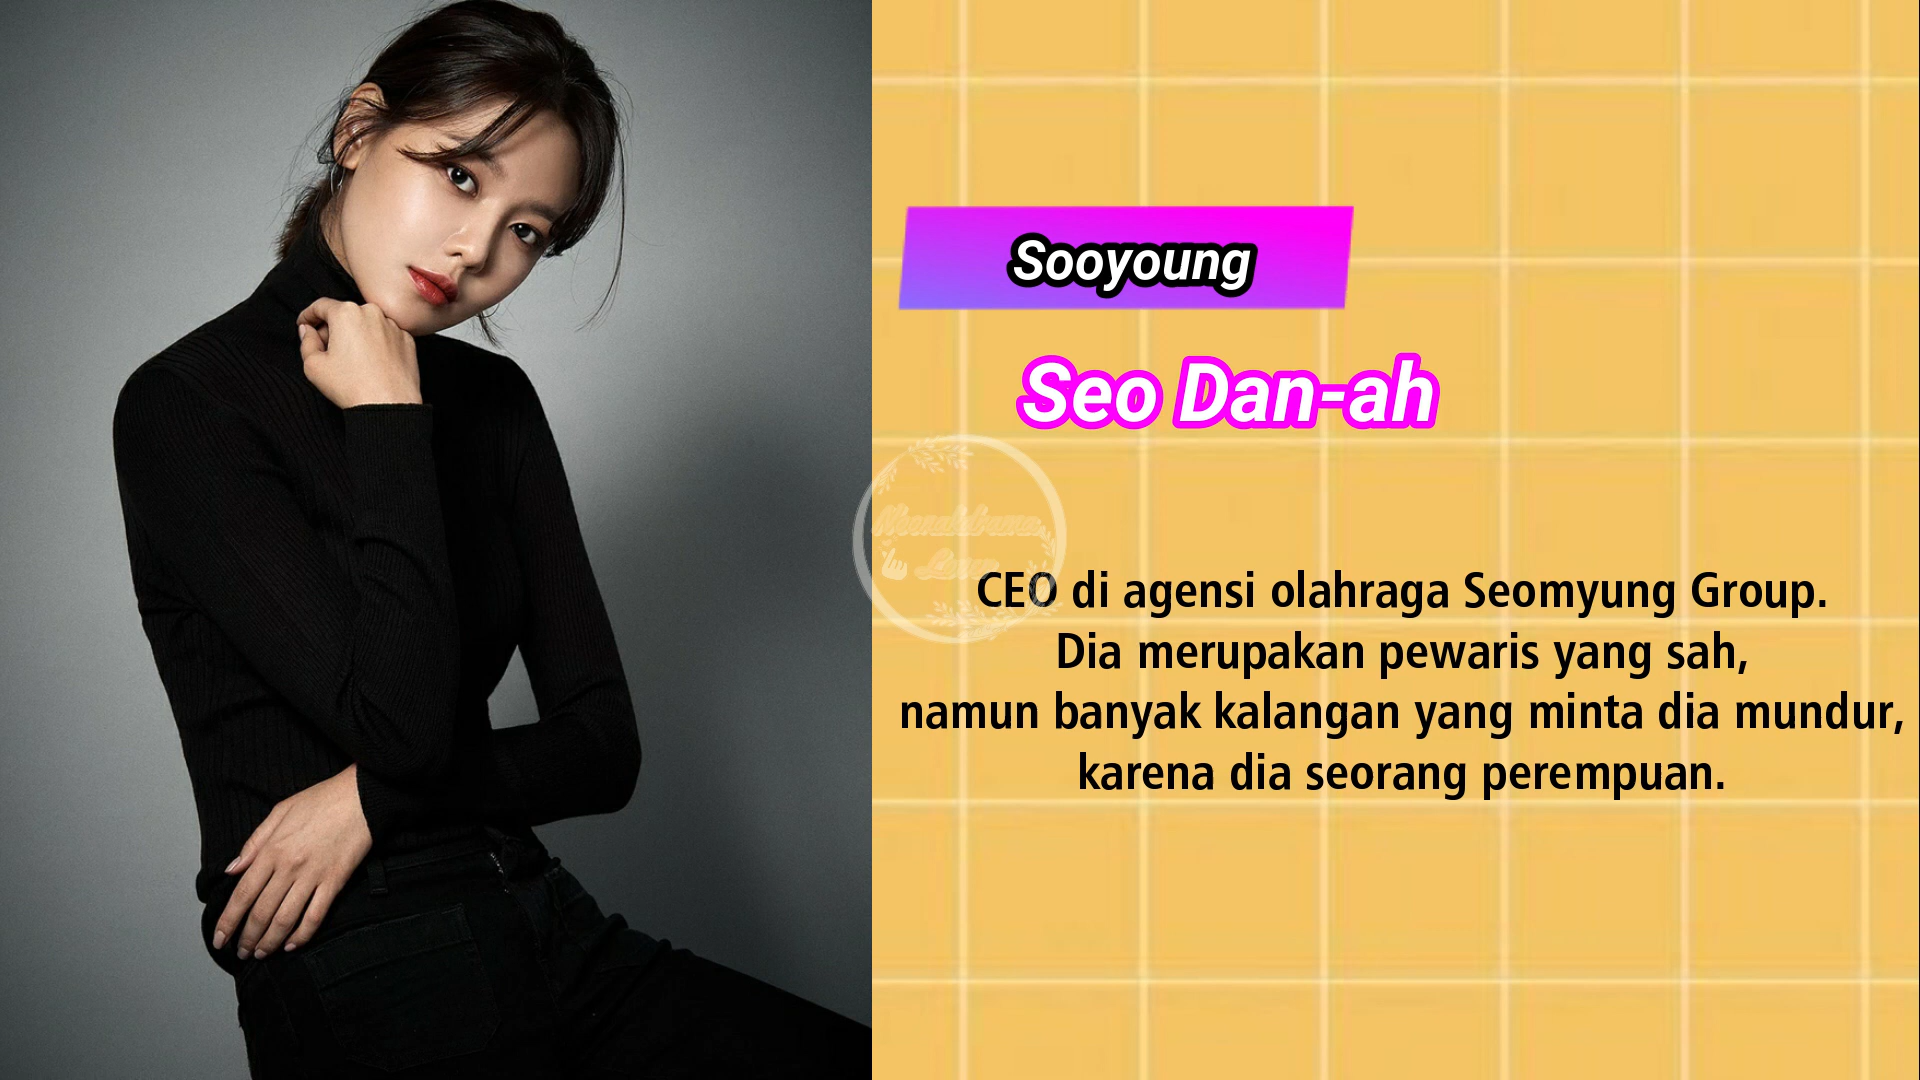 Sooyoung
Seo Dan-ah
CEO di agensi olahraga Seomyung Group.
Dia merupakan pewaris yang sah,
namun banyak kalangan yang minta dia mundur,
karena dia seorang perempuan.